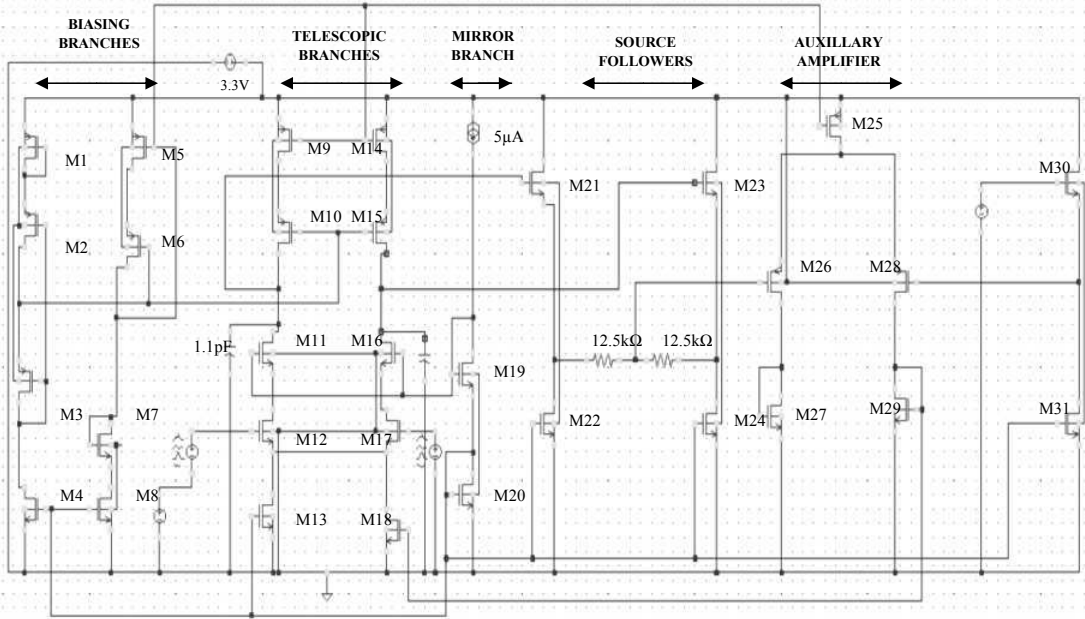 BIASING
BRANCHES
TELESCOPIC
BRANCHES
MIRROR
BRANCH
SOURCE
FOLLOWERS
AUXILLARY
AMPLIFIER
3.3V
5µA
M1
M5
M9
M14
M25
M21
M23
M30
M2
M6
M10
M15
M26
M28
1.1pF
M11
M16
M19
12.5kΩ
12.5kΩ
M3
M7
M12
M17
M22
M24
M27
M29
M31
M4
M8
M13
M18
M20